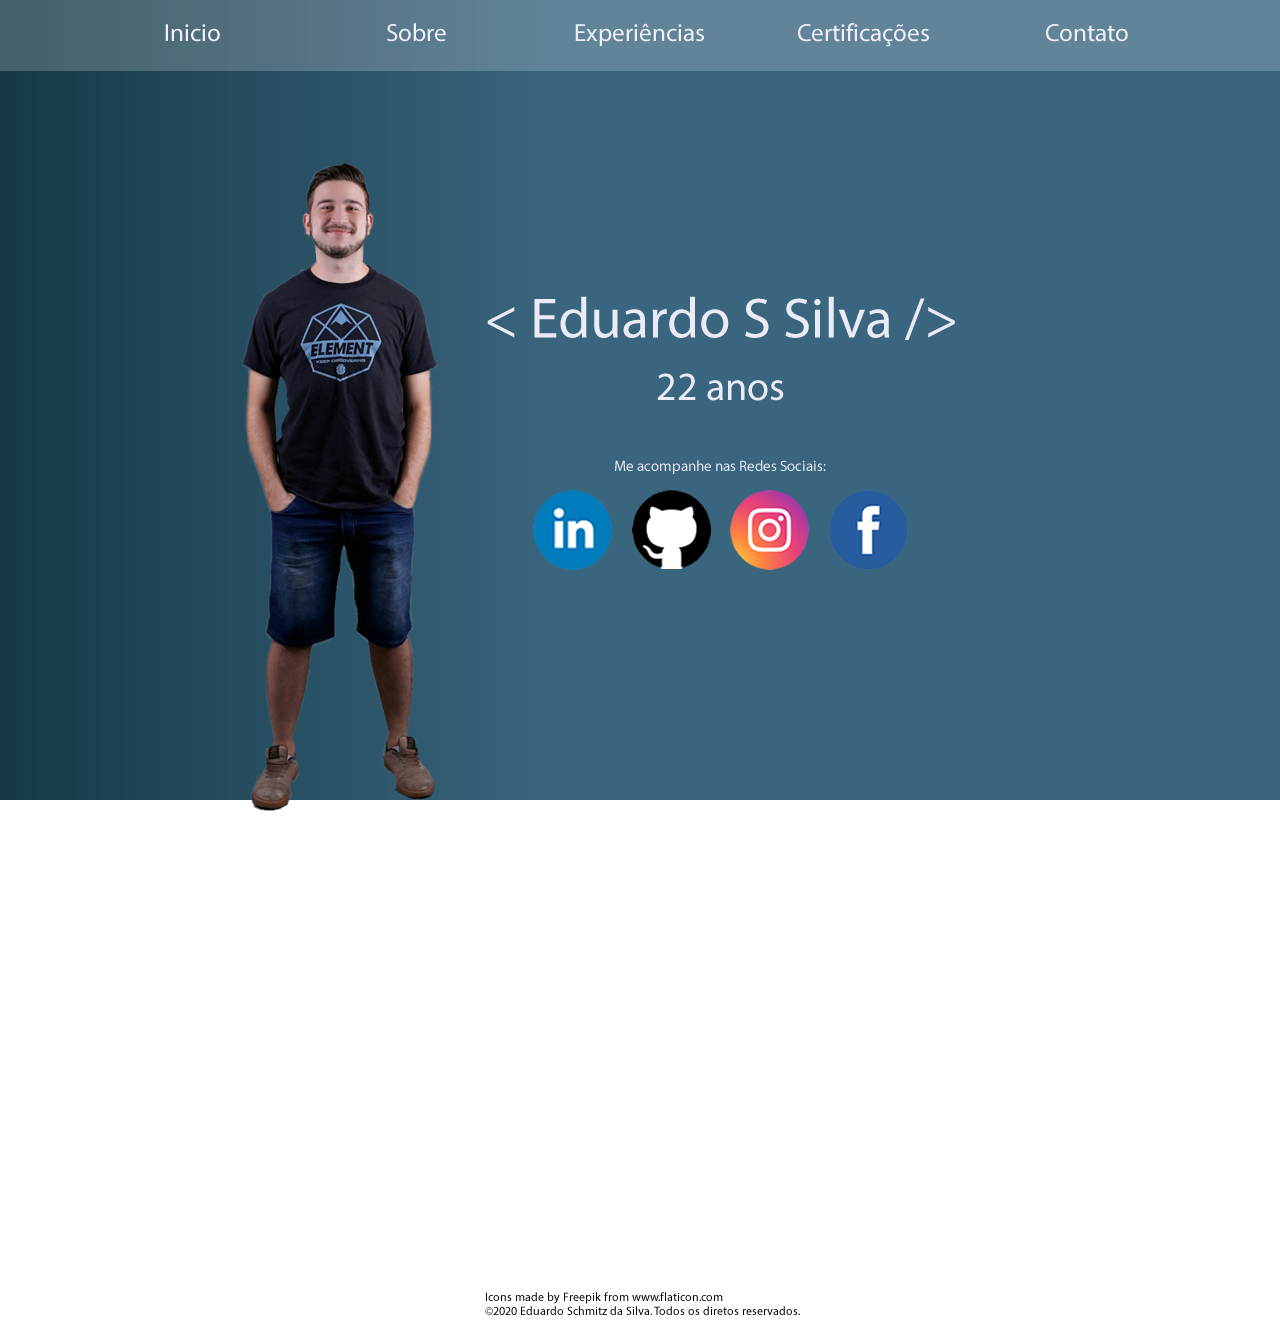 Inicio Sobre Experiências Certificações Contato
< Eduardo S Silva />
ELEMENT
22 anos
Me acompanhe nas Redes Sociais:
in
f
Icons made by Freepik from www.flaticon.com
©2020 Eduardo Schmitz da Silva. Todos os diretos reservados.